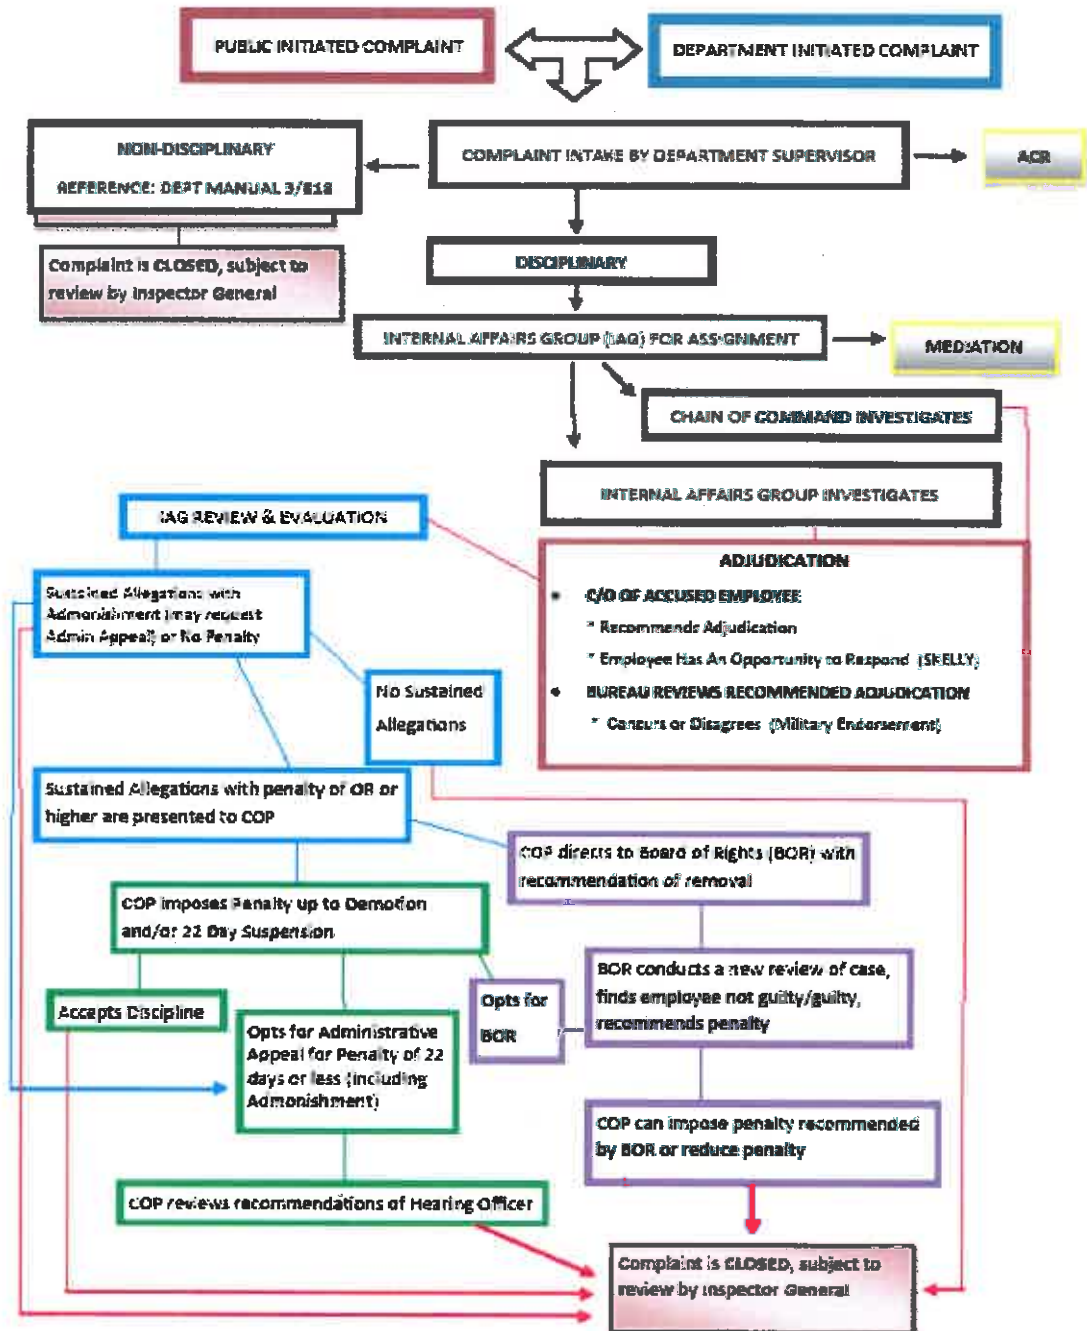 PUBLIC INITIATED COMPLAINT
DEPARTMENT INITIATED COMPLAINT
NON-DISCIPLINARY
REFERENCE: DEPT MANUAL 3/818
COMPLAINT INTAKE BY DEPARTMENT SUPERVISOR
ACR
Complaint is CLOSED, subject to
review by Inspector General
DISCIPLINARY
INTERNAL AFFAIRS GROUP (IAG) FOR ASSIGNMENT
MEDIATION
CHAIN OF COMMAND INVESTIGATES
INTERNAL AFFAIRS GROUP INVESTIGATES
IAG REVIEW & EVALUATION
ADJUDICATION
• C/O OF ACCUSED EMPLOYEE
* Recommends Adjudication
* Employee Has An Opportunity to Respond (SKELLY)
• BUREAU REVIEWS RECOMMENDED ADJUDICATION
* Concurs or Disagrees (Military Endorsement)
Sustained Allegations with
Admonishment (may request
Admin Appeal) or No Penalty
No Sustained
Allegations
Sustained Allegations with penalty of OR or
higher are presented to COP
COP directs to Board of Rights (BOR) with
recommendation of removal
COP imposes Penalty up to Demotion
and/or 22 Day Suspension
BOR conducts a new review of case,
finds employee not guilty/guilty,
recommends penalty
Accepts Discipline
Opts for
BOR
Opts for Administrative
Appeal for Penalty of 22
days or less (including
Admonishment)
COP can impose penalty recommended
by BOR or reduce penalty
COP reviews recommendations of Hearing Officer
Complaint is CLOSED, subject to
review by Inspector General